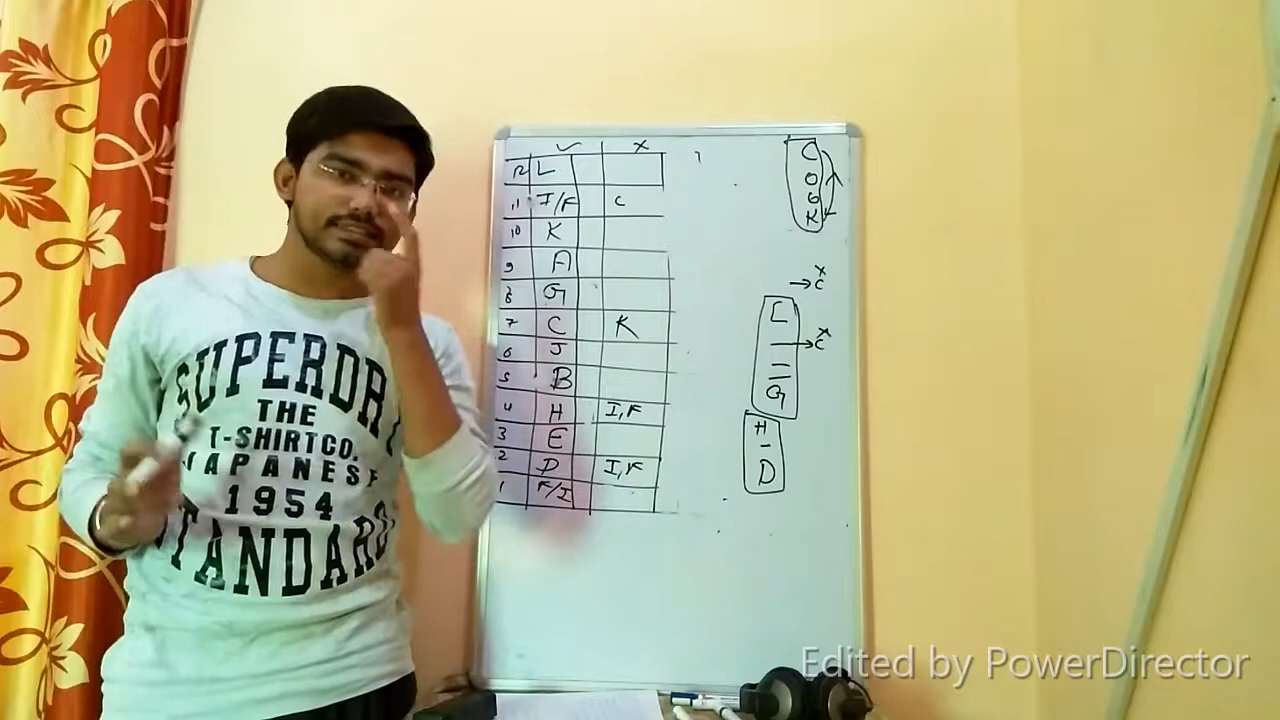 SUPERDRY
THE
T-SHIRT CO.
JAPANESE
1954
STANDARD
✓ X
12 L
11 I/F C
10 K
9 A
8 G
7 C K
6 J
5 B
4 H I,F
3 E
2 D I,F
1 F/I
C
G
K
→ C X
L
→ C X
G
H
D
Edited by PowerDirector